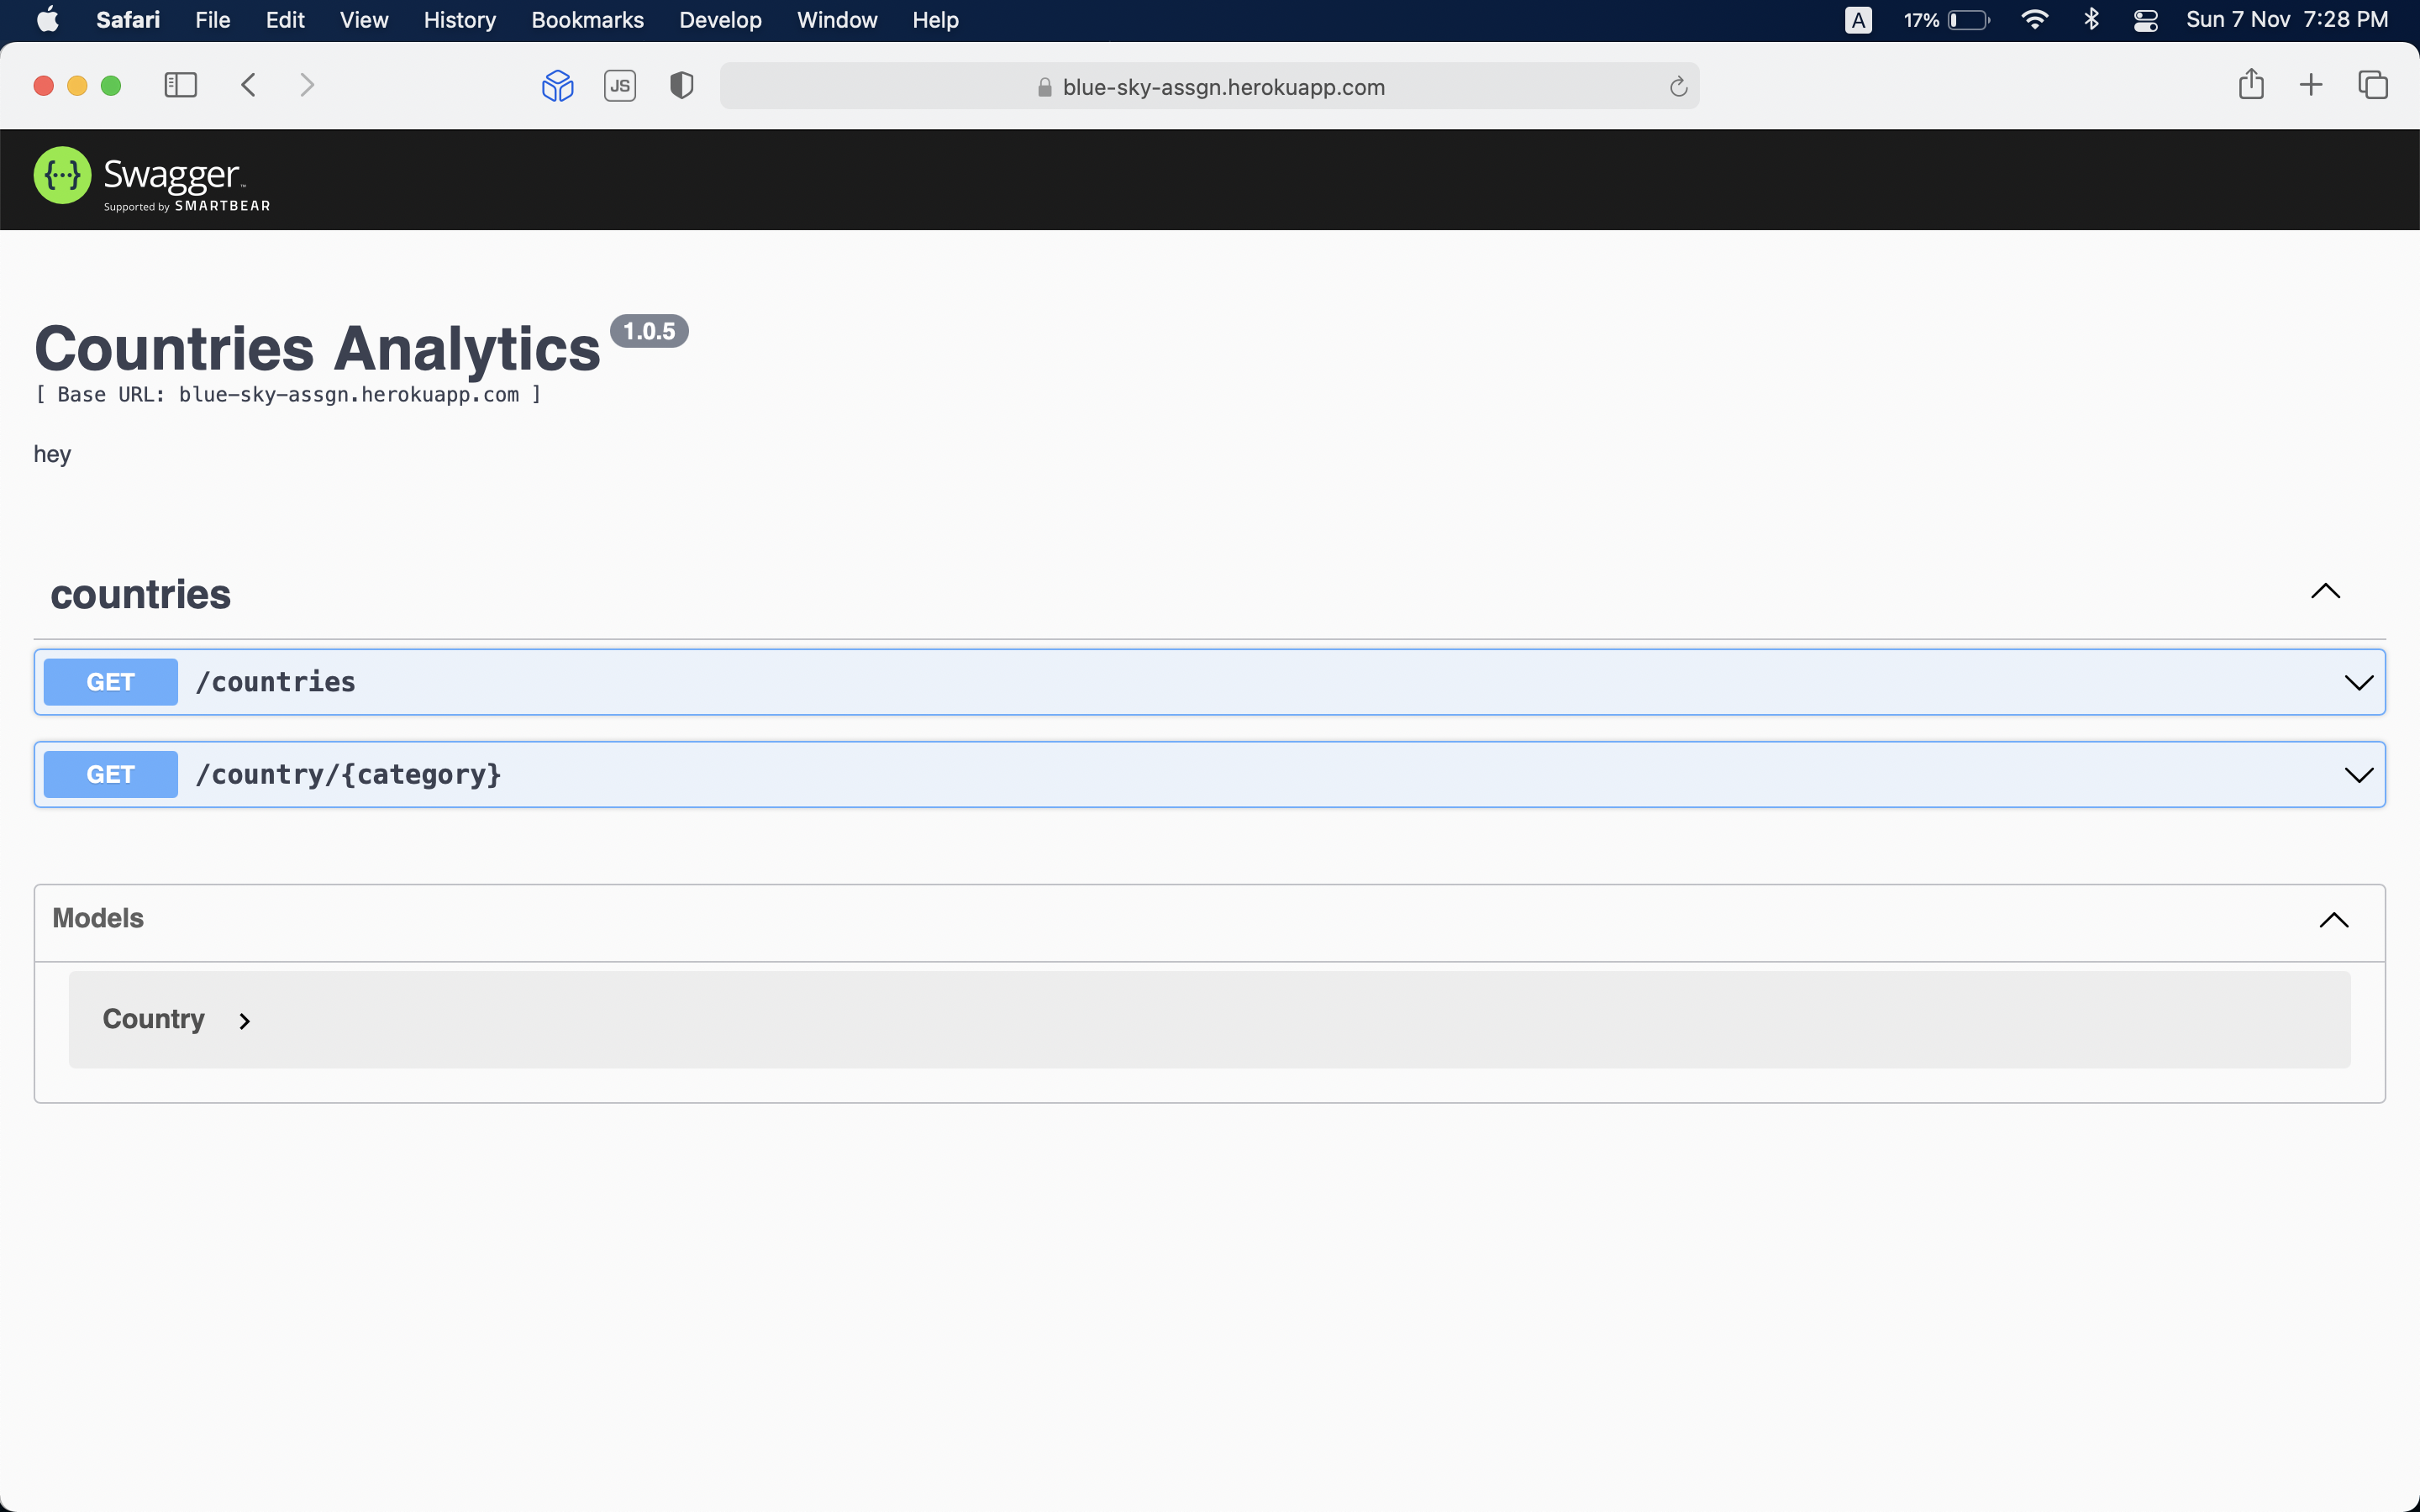 Safari File Edit View History Bookmarks Develop Window Help A 17% Sun 7 Nov 7:28 PM
JS blue-sky-assgn.herokuapp.com
{···} Swagger™
Supported by SMARTBEAR
Countries Analytics 1.0.5
[ Base URL: blue-sky-assgn.herokuapp.com ]
hey
countries
GET /countries
GET /country/{category}
Models
Country